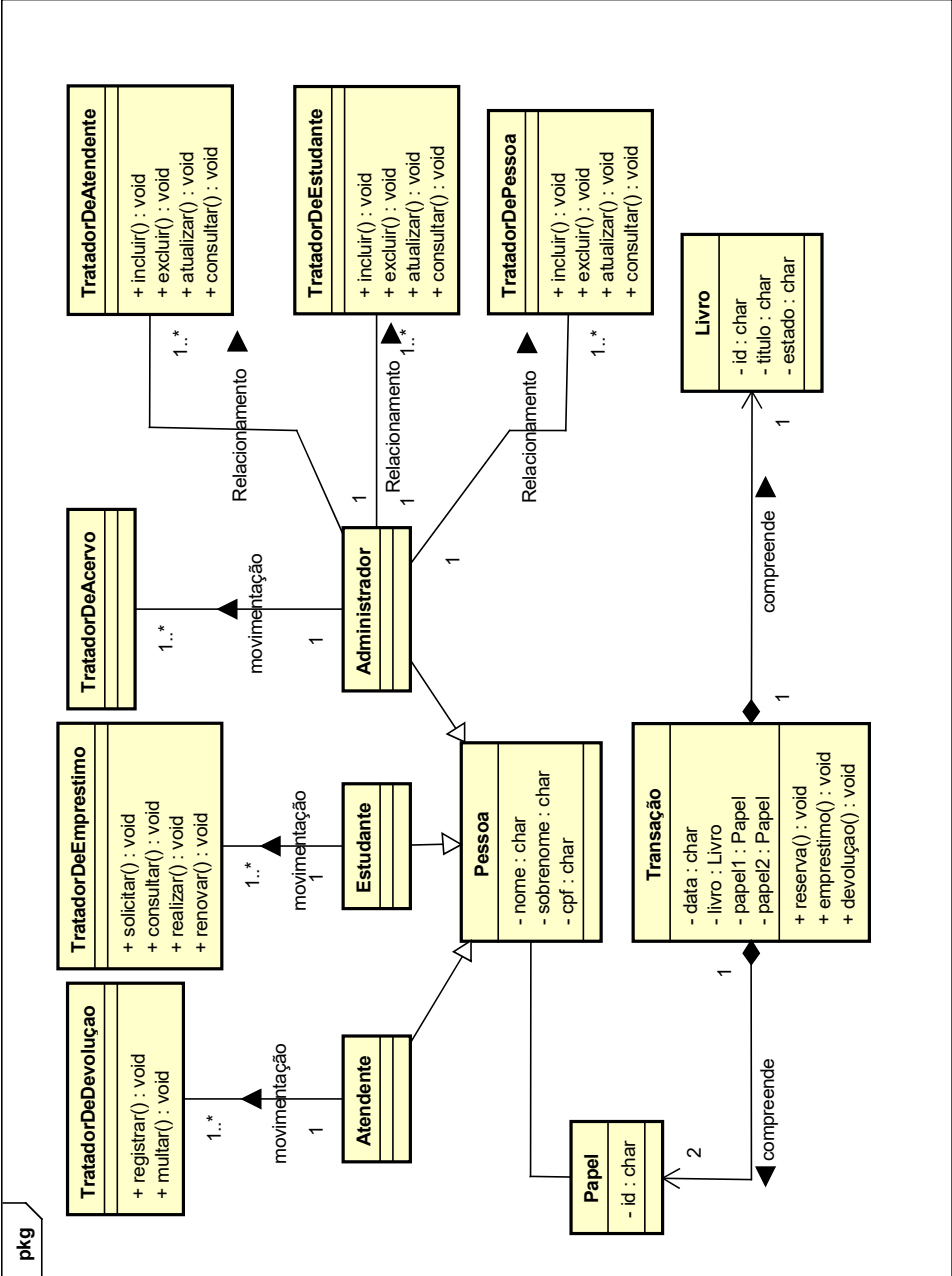 pkg
TratadorDeDevoluçao
+ registrar() : void
+ multar() : void
TratadorDeEmprestimo
+ solicitar() : void
+ consultar() : void
+ realizar() : void
+ renovar() : void
TratadorDeAcervo
TratadorDeAtendente
+ incluir() : void
+ excluir() : void
+ atualizar() : void
+ consultar() : void
1..*
movimentação
1
1..*
movimentação
1
1..*
movimentação
1
1..*
Relacionamento
1
TratadorDeEstudante
+ incluir() : void
+ excluir() : void
+ atualizar() : void
+ consultar() : void
1..*
Relacionamento
1
TratadorDePessoa
+ incluir() : void
+ excluir() : void
+ atualizar() : void
+ consultar() : void
1..*
Relacionamento
1
Atendente
Estudante
Administrador
Pessoa
- nome : char
- sobrenome : char
- cpf : char
Papel
- id : char
2
compreende
1
Transação
- data : char
- livro : Livro
- papel1 : Papel
- papel2 : Papel
+ reserva() : void
+ emprestimo() : void
+ devoluçao() : void
1
compreende
1
Livro
- id : char
- titulo : char
- estado : char